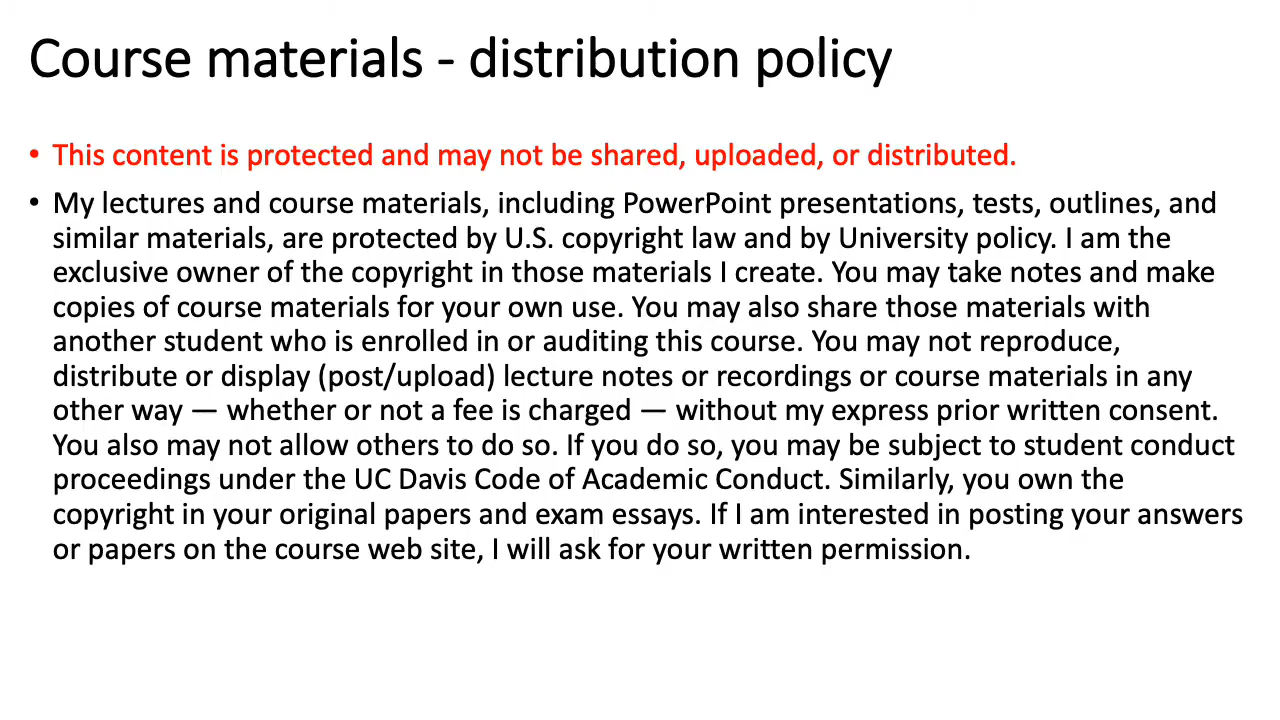 Course materials - distribution policy
• This content is protected and may not be shared, uploaded, or distributed.
• My lectures and course materials, including PowerPoint presentations, tests, outlines, and
similar materials, are protected by U.S. copyright law and by University policy. I am the
exclusive owner of the copyright in those materials I create. You may take notes and make
copies of course materials for your own use. You may also share those materials with
another student who is enrolled in or auditing this course. You may not reproduce,
distribute or display (post/upload) lecture notes or recordings or course materials in any
other way — whether or not a fee is charged — without my express prior written consent.
You also may not allow others to do so. If you do so, you may be subject to student conduct
proceedings under the UC Davis Code of Academic Conduct. Similarly, you own the
copyright in your original papers and exam essays. If I am interested in posting your answers
or papers on the course web site, I will ask for your written permission.